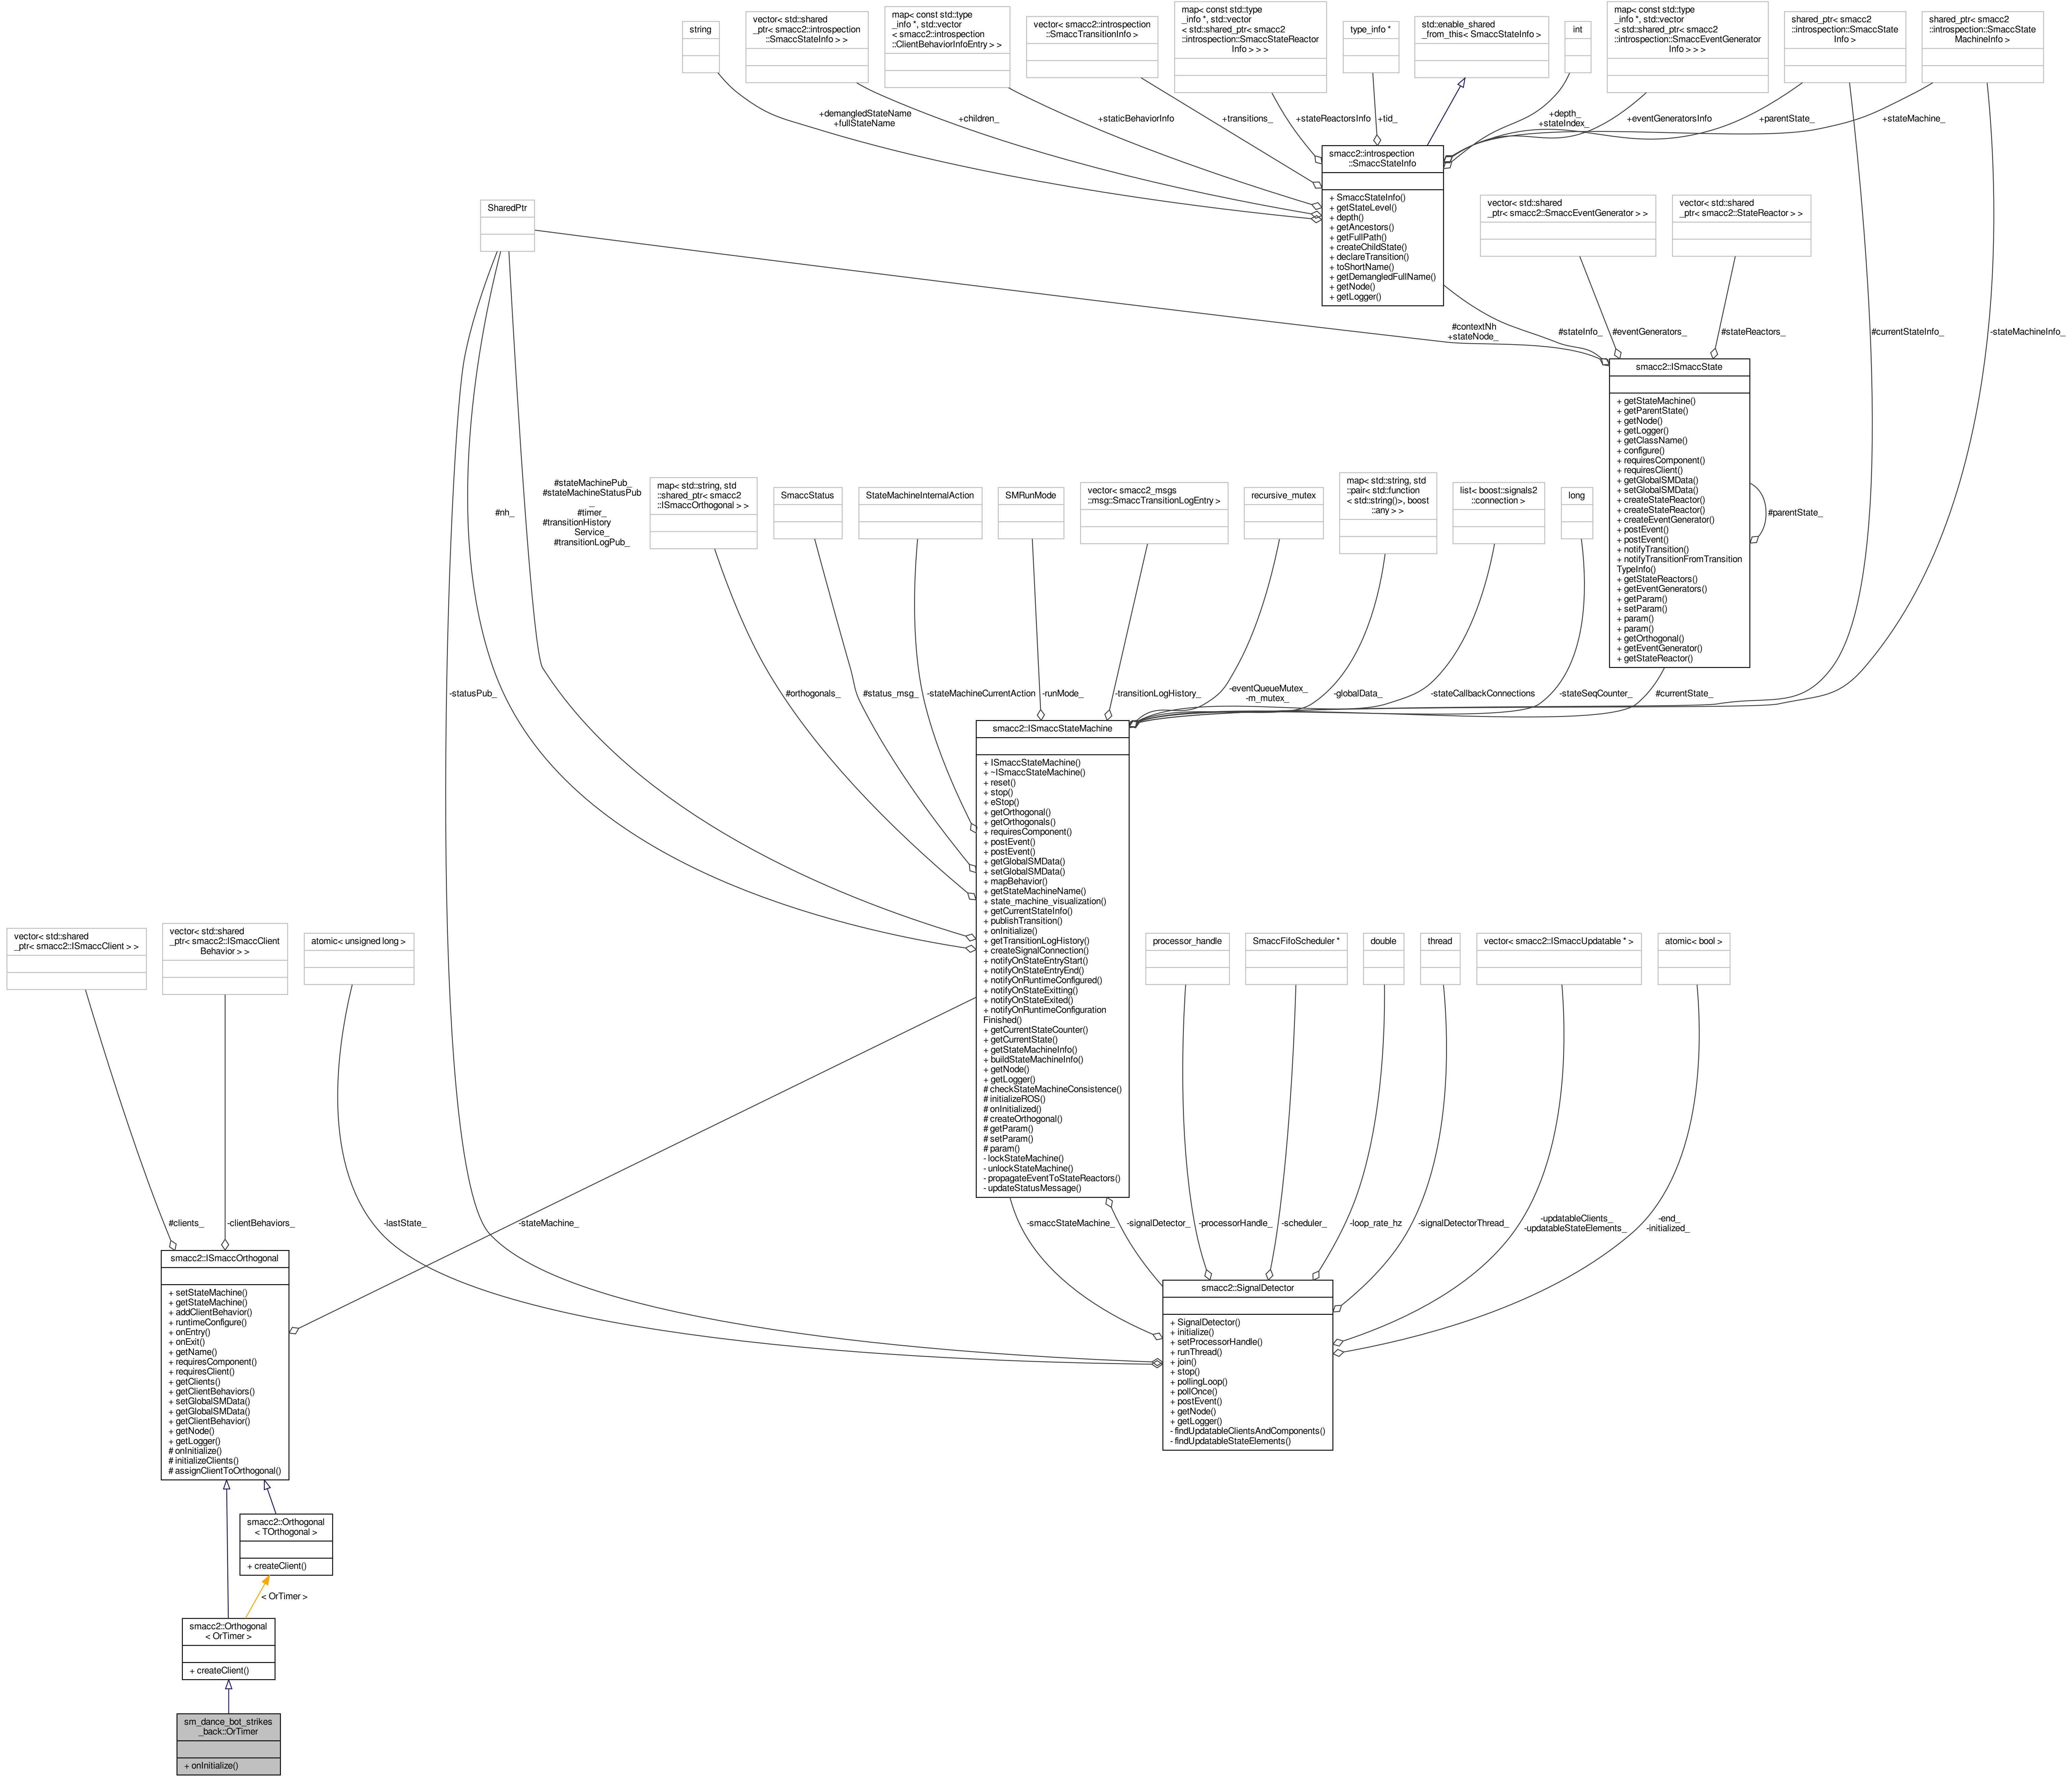 string
vector< std::shared
_ptr< smacc2::introspection
::SmaccStateInfo > >
map< const std::type
_info *, std::vector
< smacc2::introspection
::ClientBehaviorInfoEntry > >
vector< smacc2::introspection
::SmaccTransitionInfo >
map< const std::type
_info *, std::vector
< std::shared_ptr< smacc2
::introspection::SmaccStateReactor
Info > > >
type_info *
std::enable_shared
_from_this< SmaccStateInfo >
int
map< const std::type
_info *, std::vector
< std::shared_ptr< smacc2
::introspection::SmaccEventGenerator
Info > > >
shared_ptr< smacc2
::introspection::SmaccState
Info >
shared_ptr< smacc2
::introspection::SmaccState
MachineInfo >
+demangledStateName
+fullStateName
+children_
+staticBehaviorInfo
+transitions_
+stateReactorsInfo
+tid_
+depth_
+stateIndex_
+eventGeneratorsInfo
+parentState_
+stateMachine_
smacc2::introspection
::SmaccStateInfo
+ SmaccStateInfo()
+ getStateLevel()
+ depth()
+ getAncestors()
+ getFullPath()
+ createChildState()
+ declareTransition()
+ toShortName()
+ getDemangledFullName()
+ getNode()
+ getLogger()
SharedPtr
vector< std::shared
_ptr< smacc2::SmaccEventGenerator > >
vector< std::shared
_ptr< smacc2::StateReactor > >
#contextNh
+stateNode_
#stateInfo_
#eventGenerators_
#stateReactors_
#currentStateInfo_
-stateMachineInfo_
smacc2::ISmaccState
+ getStateMachine()
+ getParentState()
+ getNode()
+ getLogger()
+ getClassName()
+ configure()
+ requiresComponent()
+ requiresClient()
+ getGlobalSMData()
+ setGlobalSMData()
+ createStateReactor()
+ createStateReactor()
+ createEventGenerator()
+ postEvent()
+ postEvent()
+ notifyTransition()
+ notifyTransitionFromTransition
TypeInfo()
+ getStateReactors()
+ getEventGenerators()
+ getParam()
+ setParam()
+ param()
+ param()
+ getOrthogonal()
+ getEventGenerator()
+ getStateReactor()
#parentState_
#nh_
#stateMachinePub_
#stateMachineStatusPub
_
#timer_
#transitionHistory
Service_
#transitionLogPub_
map< std::string, std
::shared_ptr< smacc2
::ISmaccOrthogonal > >
SmaccStatus
StateMachineInternalAction
SMRunMode
vector< smacc2_msgs
::msg::SmaccTransitionLogEntry >
recursive_mutex
map< std::string, std
::pair< std::function
< std::string()>, boost
::any > >
list< boost::signals2
::connection >
long
-statusPub_
#orthogonals_
#status_msg_
-stateMachineCurrentAction
-runMode_
-transitionLogHistory_
-eventQueueMutex_
-m_mutex_
-globalData_
-stateCallbackConnections
-stateSeqCounter_
#currentState_
smacc2::ISmaccStateMachine
+ ISmaccStateMachine()
+ ~ISmaccStateMachine()
+ reset()
+ stop()
+ eStop()
+ getOrthogonal()
+ getOrthogonals()
+ requiresComponent()
+ postEvent()
+ postEvent()
+ getGlobalSMData()
+ setGlobalSMData()
+ mapBehavior()
+ getStateMachineName()
+ state_machine_visualization()
+ getCurrentStateInfo()
+ publishTransition()
+ onInitialize()
+ getTransitionLogHistory()
+ createSignalConnection()
+ notifyOnStateEntryStart()
+ notifyOnStateEntryEnd()
+ notifyOnRuntimeConfigured()
+ notifyOnStateExitting()
+ notifyOnStateExited()
+ notifyOnRuntimeConfiguration
Finished()
+ getCurrentStateCounter()
+ getCurrentState()
+ getStateMachineInfo()
+ buildStateMachineInfo()
+ getNode()
+ getLogger()
# checkStateMachineConsistence()
# initializeROS()
# onInitialized()
# createOrthogonal()
# getParam()
# setParam()
# param()
- lockStateMachine()
- unlockStateMachine()
- propagateEventToStateReactors()
- updateStatusMessage()
vector< std::shared
_ptr< smacc2::ISmaccClient > >
vector< std::shared
_ptr< smacc2::ISmaccClient
Behavior > >
atomic< unsigned long >
processor_handle
SmaccFifoScheduler *
double
thread
vector< smacc2::ISmaccUpdatable * >
atomic< bool >
#clients_
-clientBehaviors_
-lastState_
-stateMachine_
-smaccStateMachine_
-signalDetector_
-processorHandle_
-scheduler_
-loop_rate_hz
-signalDetectorThread_
-updatableClients_
-updatableStateElements_
-end_
-initialized_
smacc2::ISmaccOrthogonal
+ setStateMachine()
+ getStateMachine()
+ addClientBehavior()
+ runtimeConfigure()
+ onEntry()
+ onExit()
+ getName()
+ requiresComponent()
+ requiresClient()
+ getClients()
+ getClientBehaviors()
+ setGlobalSMData()
+ getGlobalSMData()
+ getClientBehavior()
+ getNode()
+ getLogger()
# onInitialize()
# initializeClients()
# assignClientToOrthogonal()
smacc2::SignalDetector
+ SignalDetector()
+ initialize()
+ setProcessorHandle()
+ runThread()
+ join()
+ stop()
+ pollingLoop()
+ pollOnce()
+ postEvent()
+ getNode()
+ getLogger()
- findUpdatableClientsAndComponents()
- findUpdatableStateElements()
smacc2::Orthogonal
< TOrthogonal >
+ createClient()
< OrTimer >
smacc2::Orthogonal
< OrTimer >
+ createClient()
sm_dance_bot_strikes
_back::OrTimer
+ onInitialize()